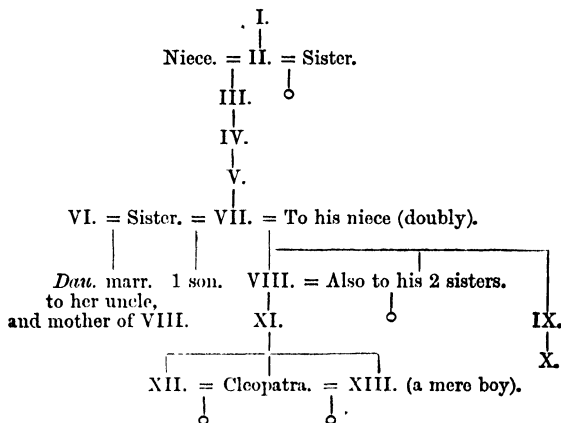 I.
Niece. = II. = Sister.
III.
IV.
V.
VI. = Sister. = VII. = To his niece (doubly).
Dau. marr. 1 son. VIII. = Also to his 2 sisters.
to her uncle,
and mother of VIII. XI. IX.
X.
XII. = Cleopatra. = XIII. (a mere boy).